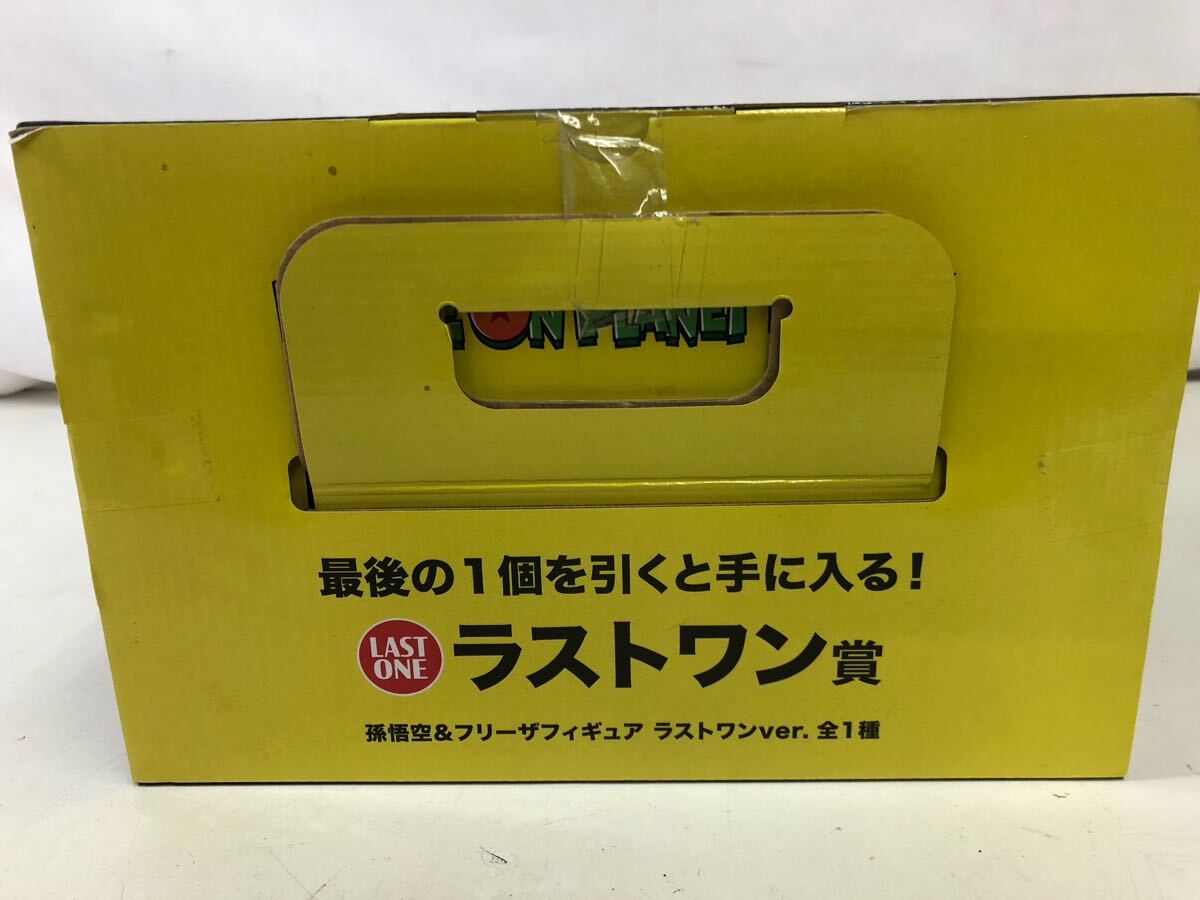 ON PLANET
最後の1個を引くと手に入る！
LAST ONE
ラストワン賞
孫悟空&フリーザフィギュア ラストワンver. 全1種